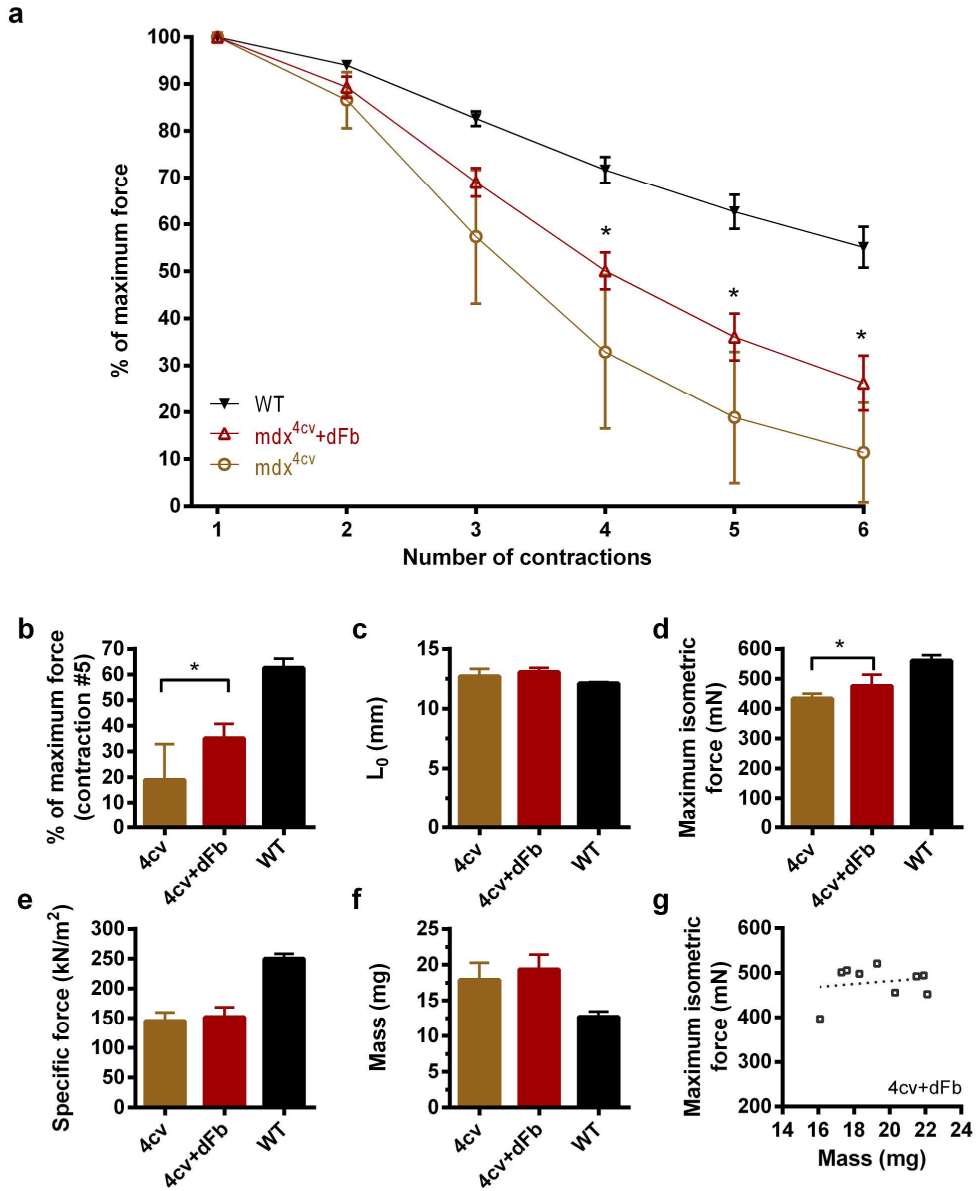 a
% of maximum force
100
90
80
70
60
50
40
30
20
10
0
*
*
*
WT
mdx4cv+dFb
mdx4cv
1 2 3 4 5 6
Number of contractions
b
% of maximum force
(contraction #5)
70
60
50
40
30
20
10
0
*
4cv 4cv+dFb WT
c
L0 (mm)
15
10
5
0
4cv 4cv+dFb WT
d
Maximum isometric
force (mN)
600
500
400
300
200
100
0
*
4cv 4cv+dFb WT
e
Specific force (kN/m2)
300
250
200
150
100
50
0
4cv 4cv+dFb WT
f
Mass (mg)
25
20
15
10
5
0
4cv 4cv+dFb WT
g
Maximum isometric
force (mN)
600
500
400
300
200
4cv+dFb
14 16 18 20 22 24
Mass (mg)